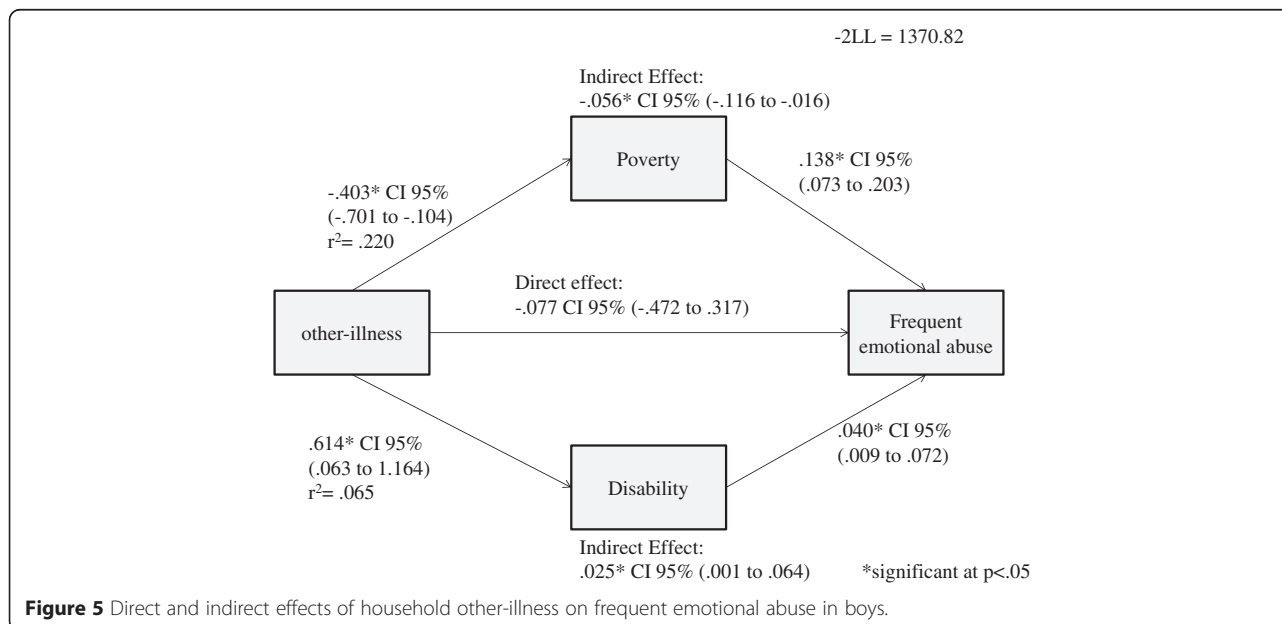 -2LL = 1370.82
Indirect Effect:
-.056* CI 95% (-.116 to -.016)
Poverty
.138* CI 95%
(.073 to .203)
-.403* CI 95%
(-.701 to -.104)
r²= .220
Direct effect:
-.077 CI 95% (-.472 to .317)
other-illness
Frequent
emotional abuse
.614* CI 95%
(.063 to 1.164)
r²= .065
.040* CI 95%
(.009 to .072)
Disability
Indirect Effect:
.025* CI 95% (.001 to .064)
*significant at p<.05
Figure 5 Direct and indirect effects of household other-illness on frequent emotional abuse in boys.